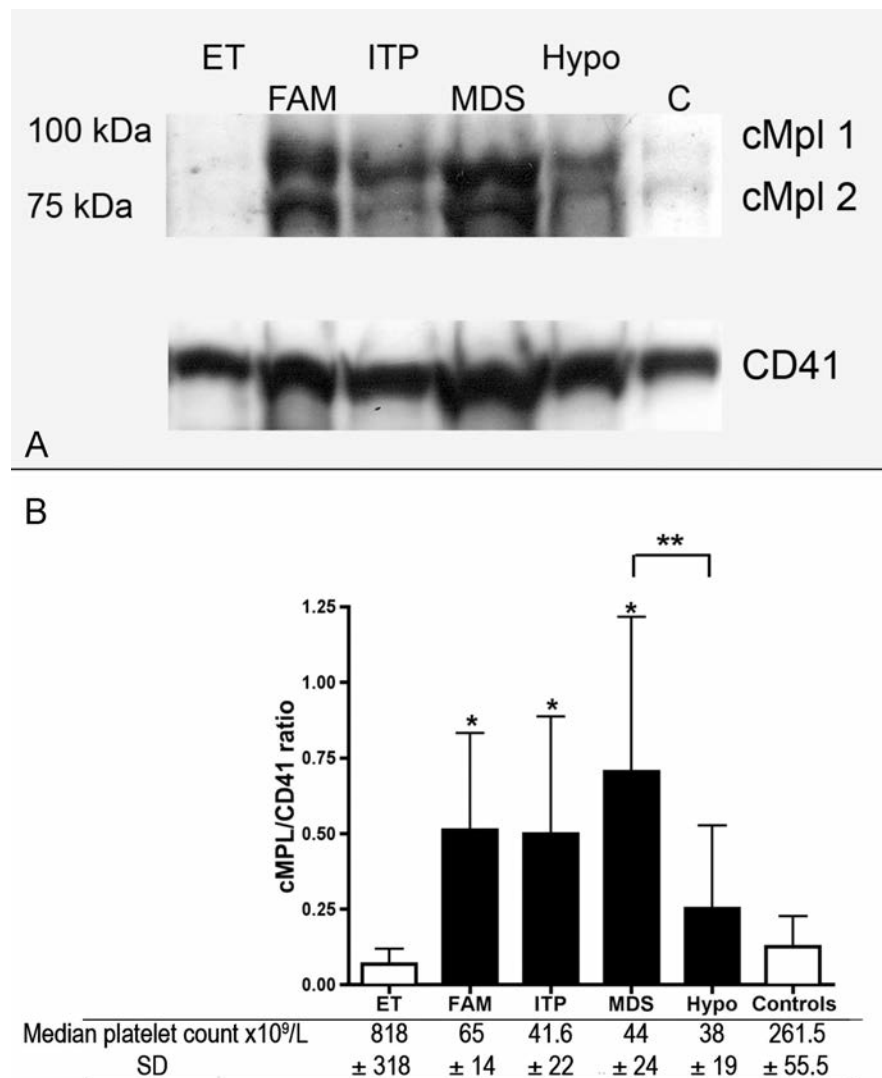 ET ITP Hypo
FAM MDS C
100 kDa cMpl 1
75 kDa cMpl 2
CD41
A
B
**
1.25
*
1.00
* *
0.75
cMPL/CD41 ratio
0.50
0.25
0.00
ET FAM ITP MDS Hypo Controls
Median platelet count x10⁹/L 818 65 41.6 44 38 261.5
SD ± 318 ± 14 ± 22 ± 24 ± 19 ± 55.5